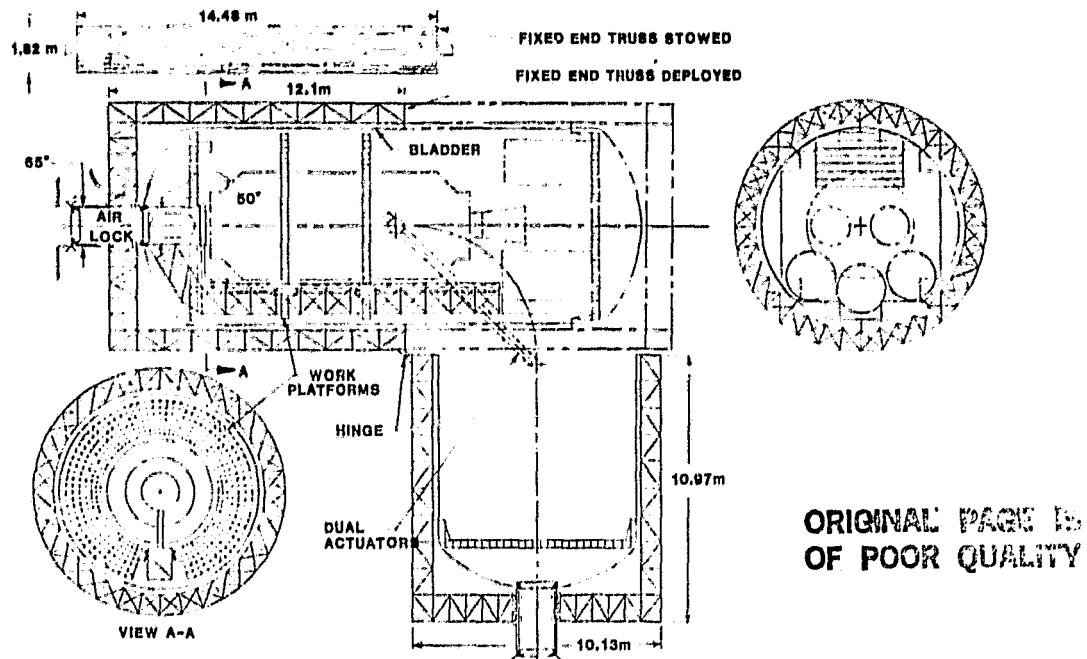 14.48 m
1.82 m
FIXED END TRUSS STOWED
FIXED END TRUSS DEPLOYED
A
12.1m
BLADDER
65°
50°
AIR
LOCK
A
WORK
PLATFORMS
HINGE
10.97m
DUAL
ACTUATORS
ORIGINAL PAGE IS
OF POOR QUALITY
VIEW A-A
10.13m